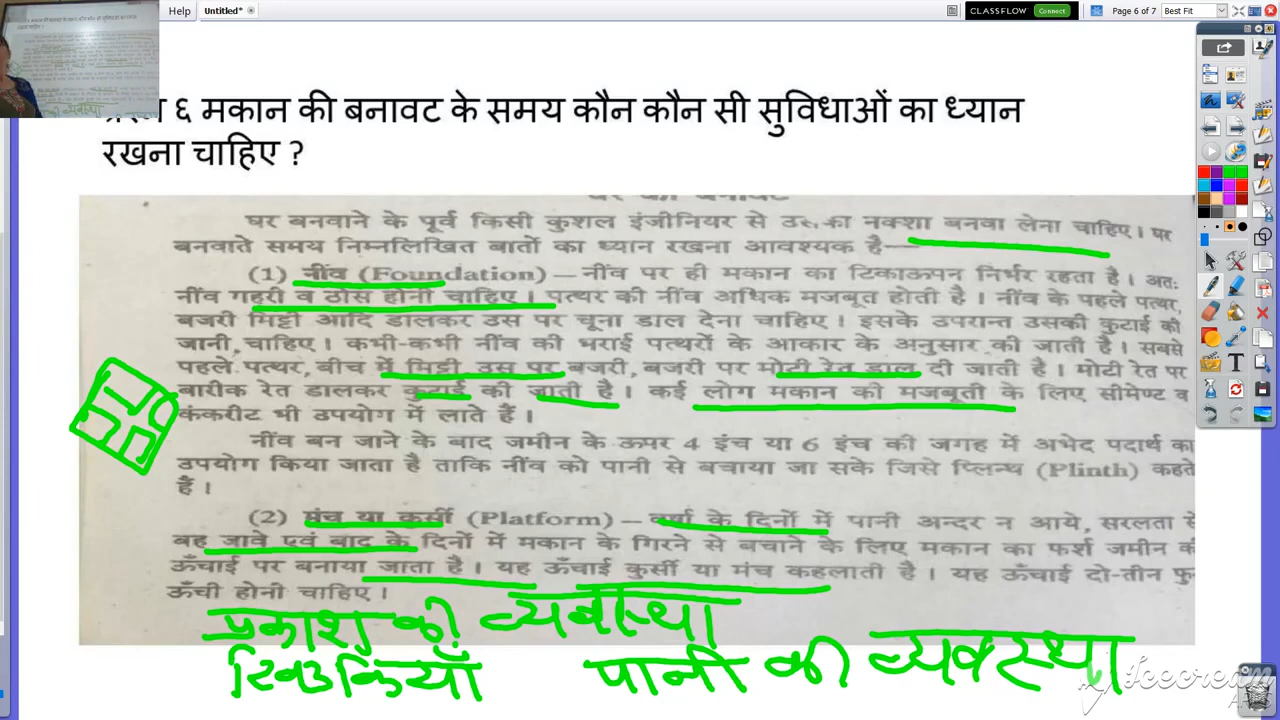 Help Untitled* CLASSFLOW Connect Page 6 of 7 Best Fit
६ मकान की बनावट के समय कौन कौन सी सुविधाओं का ध्यान
रखना चाहिए ?
घर बनवाने के पूर्व किसी कुशल इंजीनियर से नक्शा बनवा लेना चाहिए। घर
बनवाते समय निम्नलिखित बातों का ध्यान रखना आवश्यक है—
(1) नींव (Foundation) – नींव पर ही मकान का टिकाऊपन निर्भर रहता है। अतः
नींव गहरी व ठोस होनी चाहिए। पत्थर की नींव अधिक मजबूत होती है। नींव के पहले पत्थर,
बजरी मिट्टी आदि डालकर उस पर चूना डाल देना चाहिए। इसके उपरान्त उसकी कुटाई की
जानी चाहिए। कभी-कभी नींव की भराई पत्थरों के आकार के अनुसार की जाती है। सबसे
पहले पत्थर, बीच में मिट्टी उस पर बजरी, बजरी पर मोटी रेत डाल दी जाती है। मोटी रेत पर
बारीक रेत डालकर कुटाई की जाती है। कई लोग मकान की मजबूती के लिए सीमेण्ट व
कंकरीट भी उपयोग में लाते हैं।
नींव बन जाने के बाद जमीन के ऊपर 4 इंच या 6 इंच की जगह में अभेद पदार्थ का
उपयोग किया जाता है ताकि नींव को पानी से बचाया जा सके जिसे प्लिन्थ (Plinth) कहते
हैं।
(2) मंच या कुर्सी (Platform) – वर्षा के दिनों में पानी अन्दर न आये, सरलता से
बह जावे एवं बाढ़ के दिनों में मकान के गिरने से बचाने के लिए मकान का फर्श जमीन की
ऊँचाई पर बनाया जाता है। यह ऊँचाई कुर्सी या मंच कहलाती है। यह ऊँचाई दो-तीन फु
ऊँची होनी चाहिए।
प्रकाश की व्यवस्था
खिडकियाँ पानी की व्यवस्था
Icecream